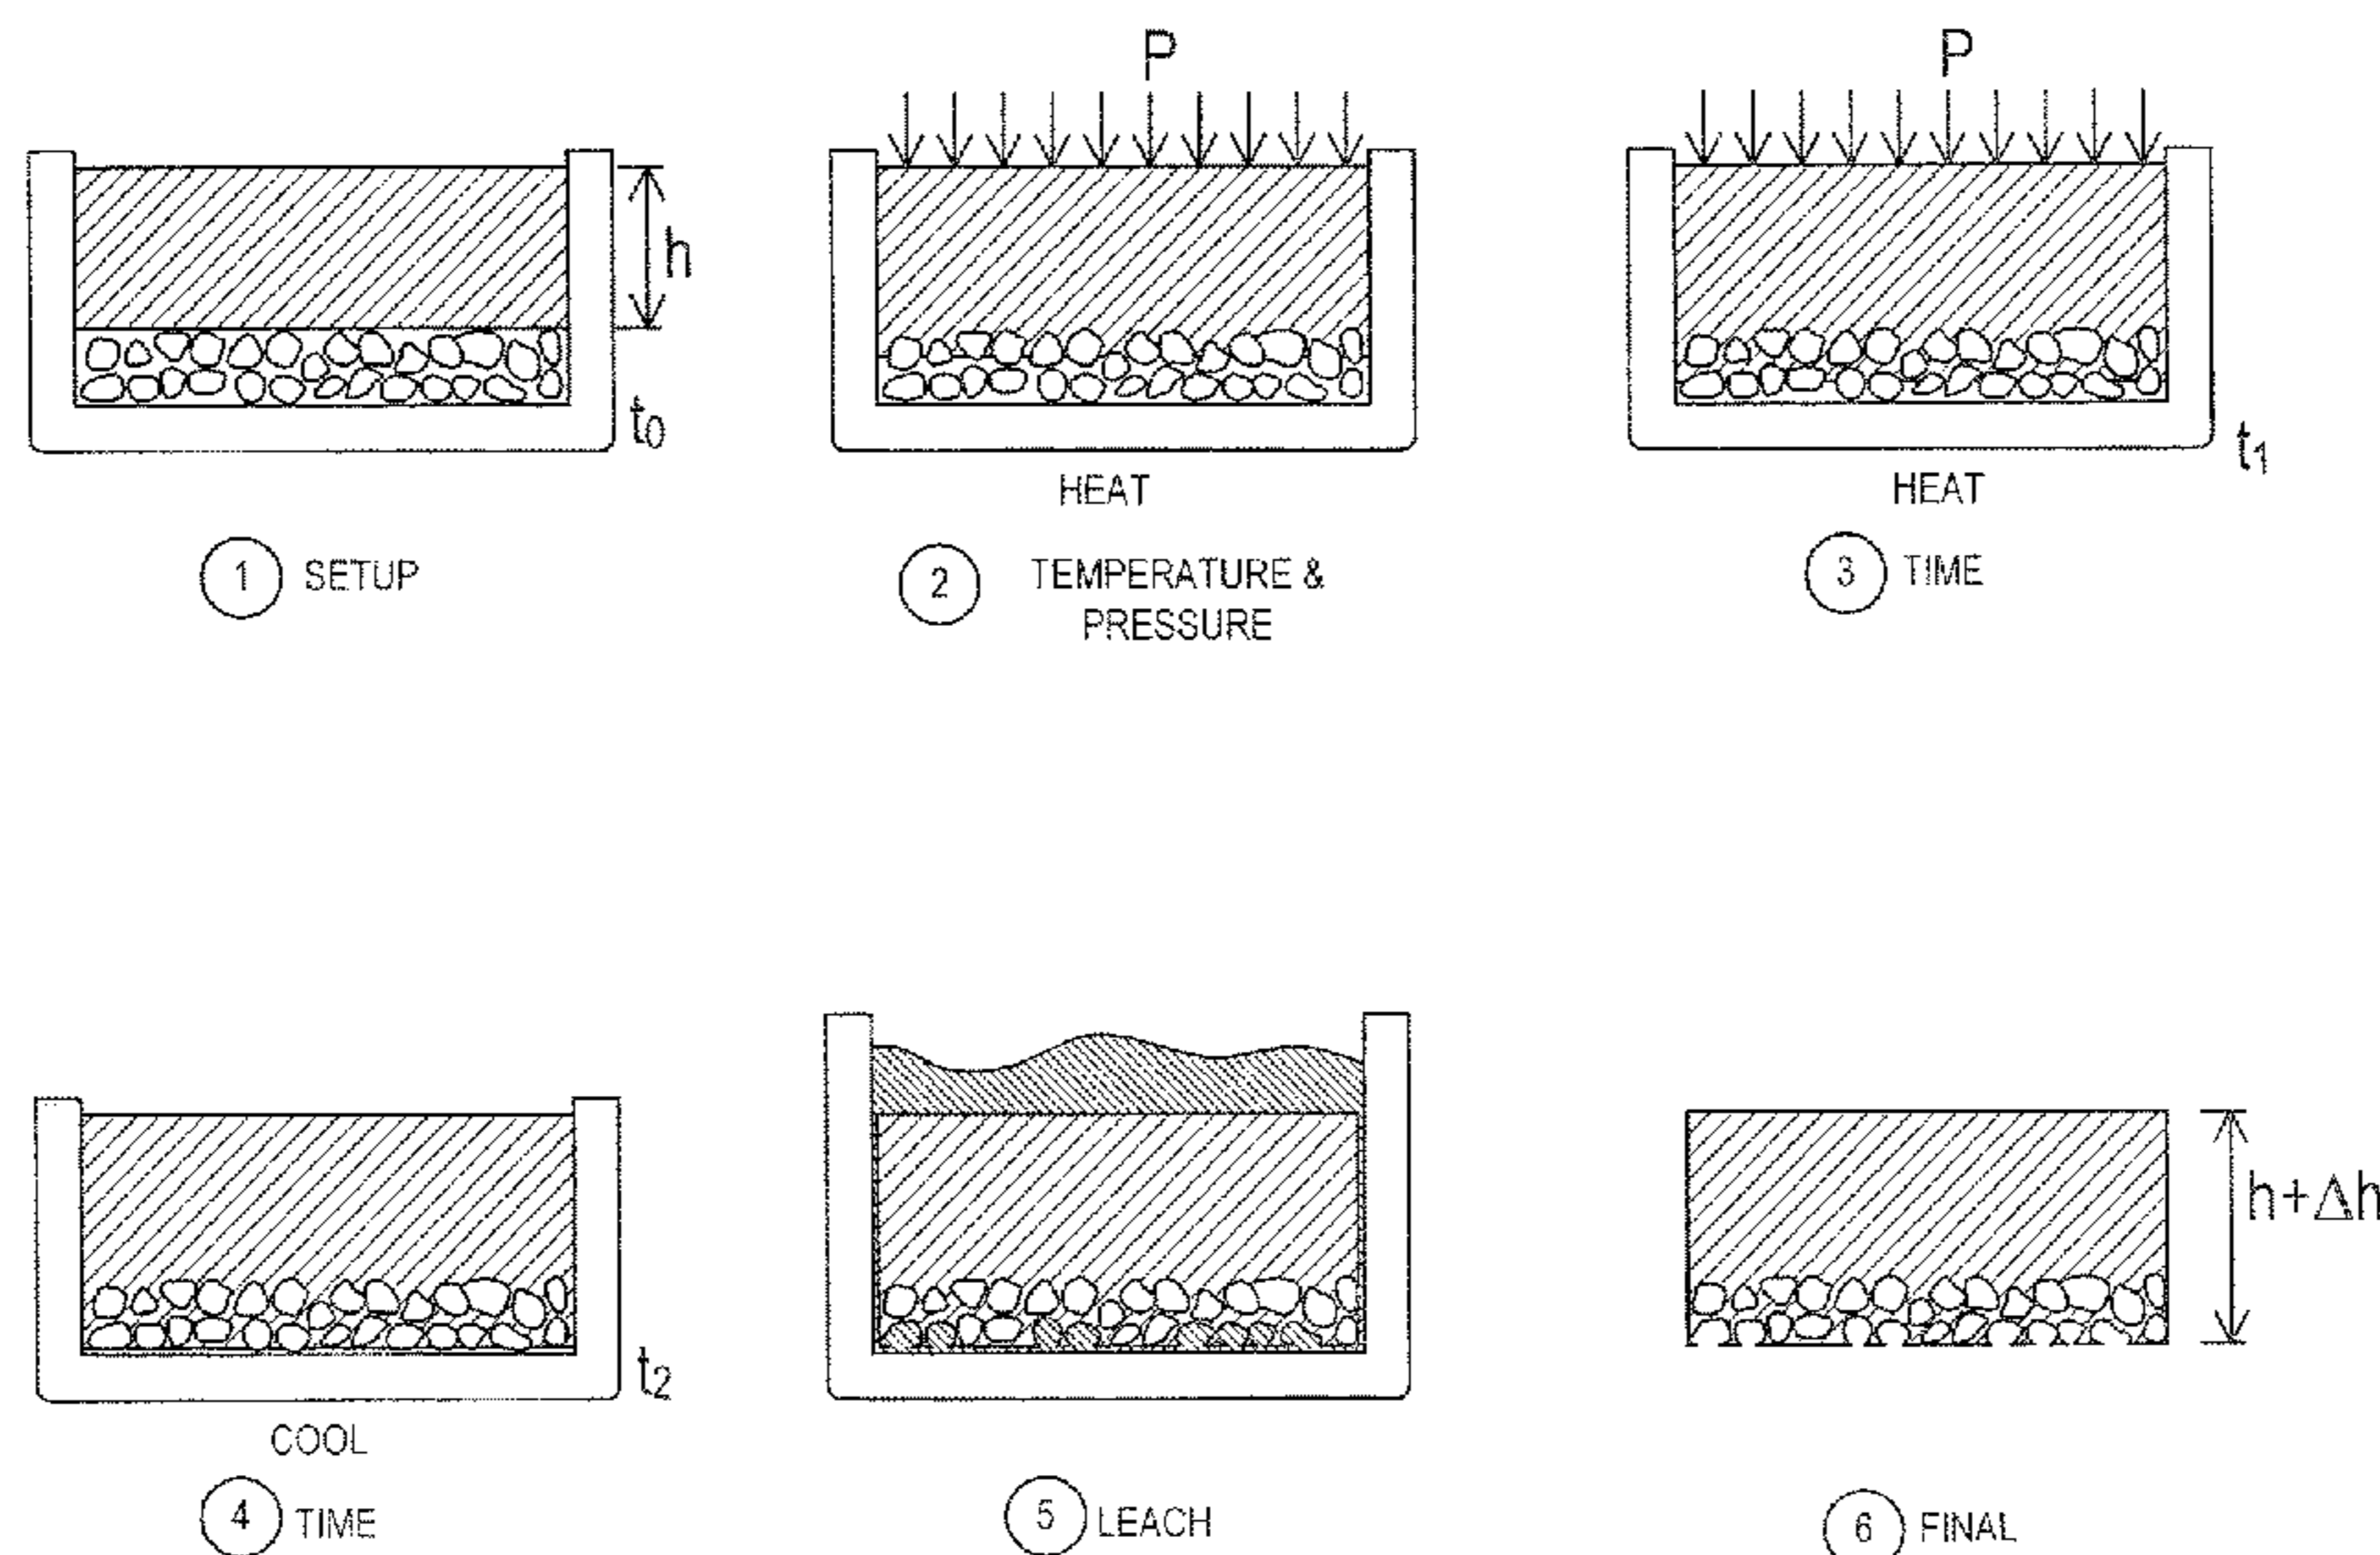 P
P
h
t₀
t₁
HEAT
HEAT
1 SETUP
2 TEMPERATURE &
PRESSURE
3 TIME
h+Δh
t₂
COOL
4 TIME
5 LEACH
6 FINAL